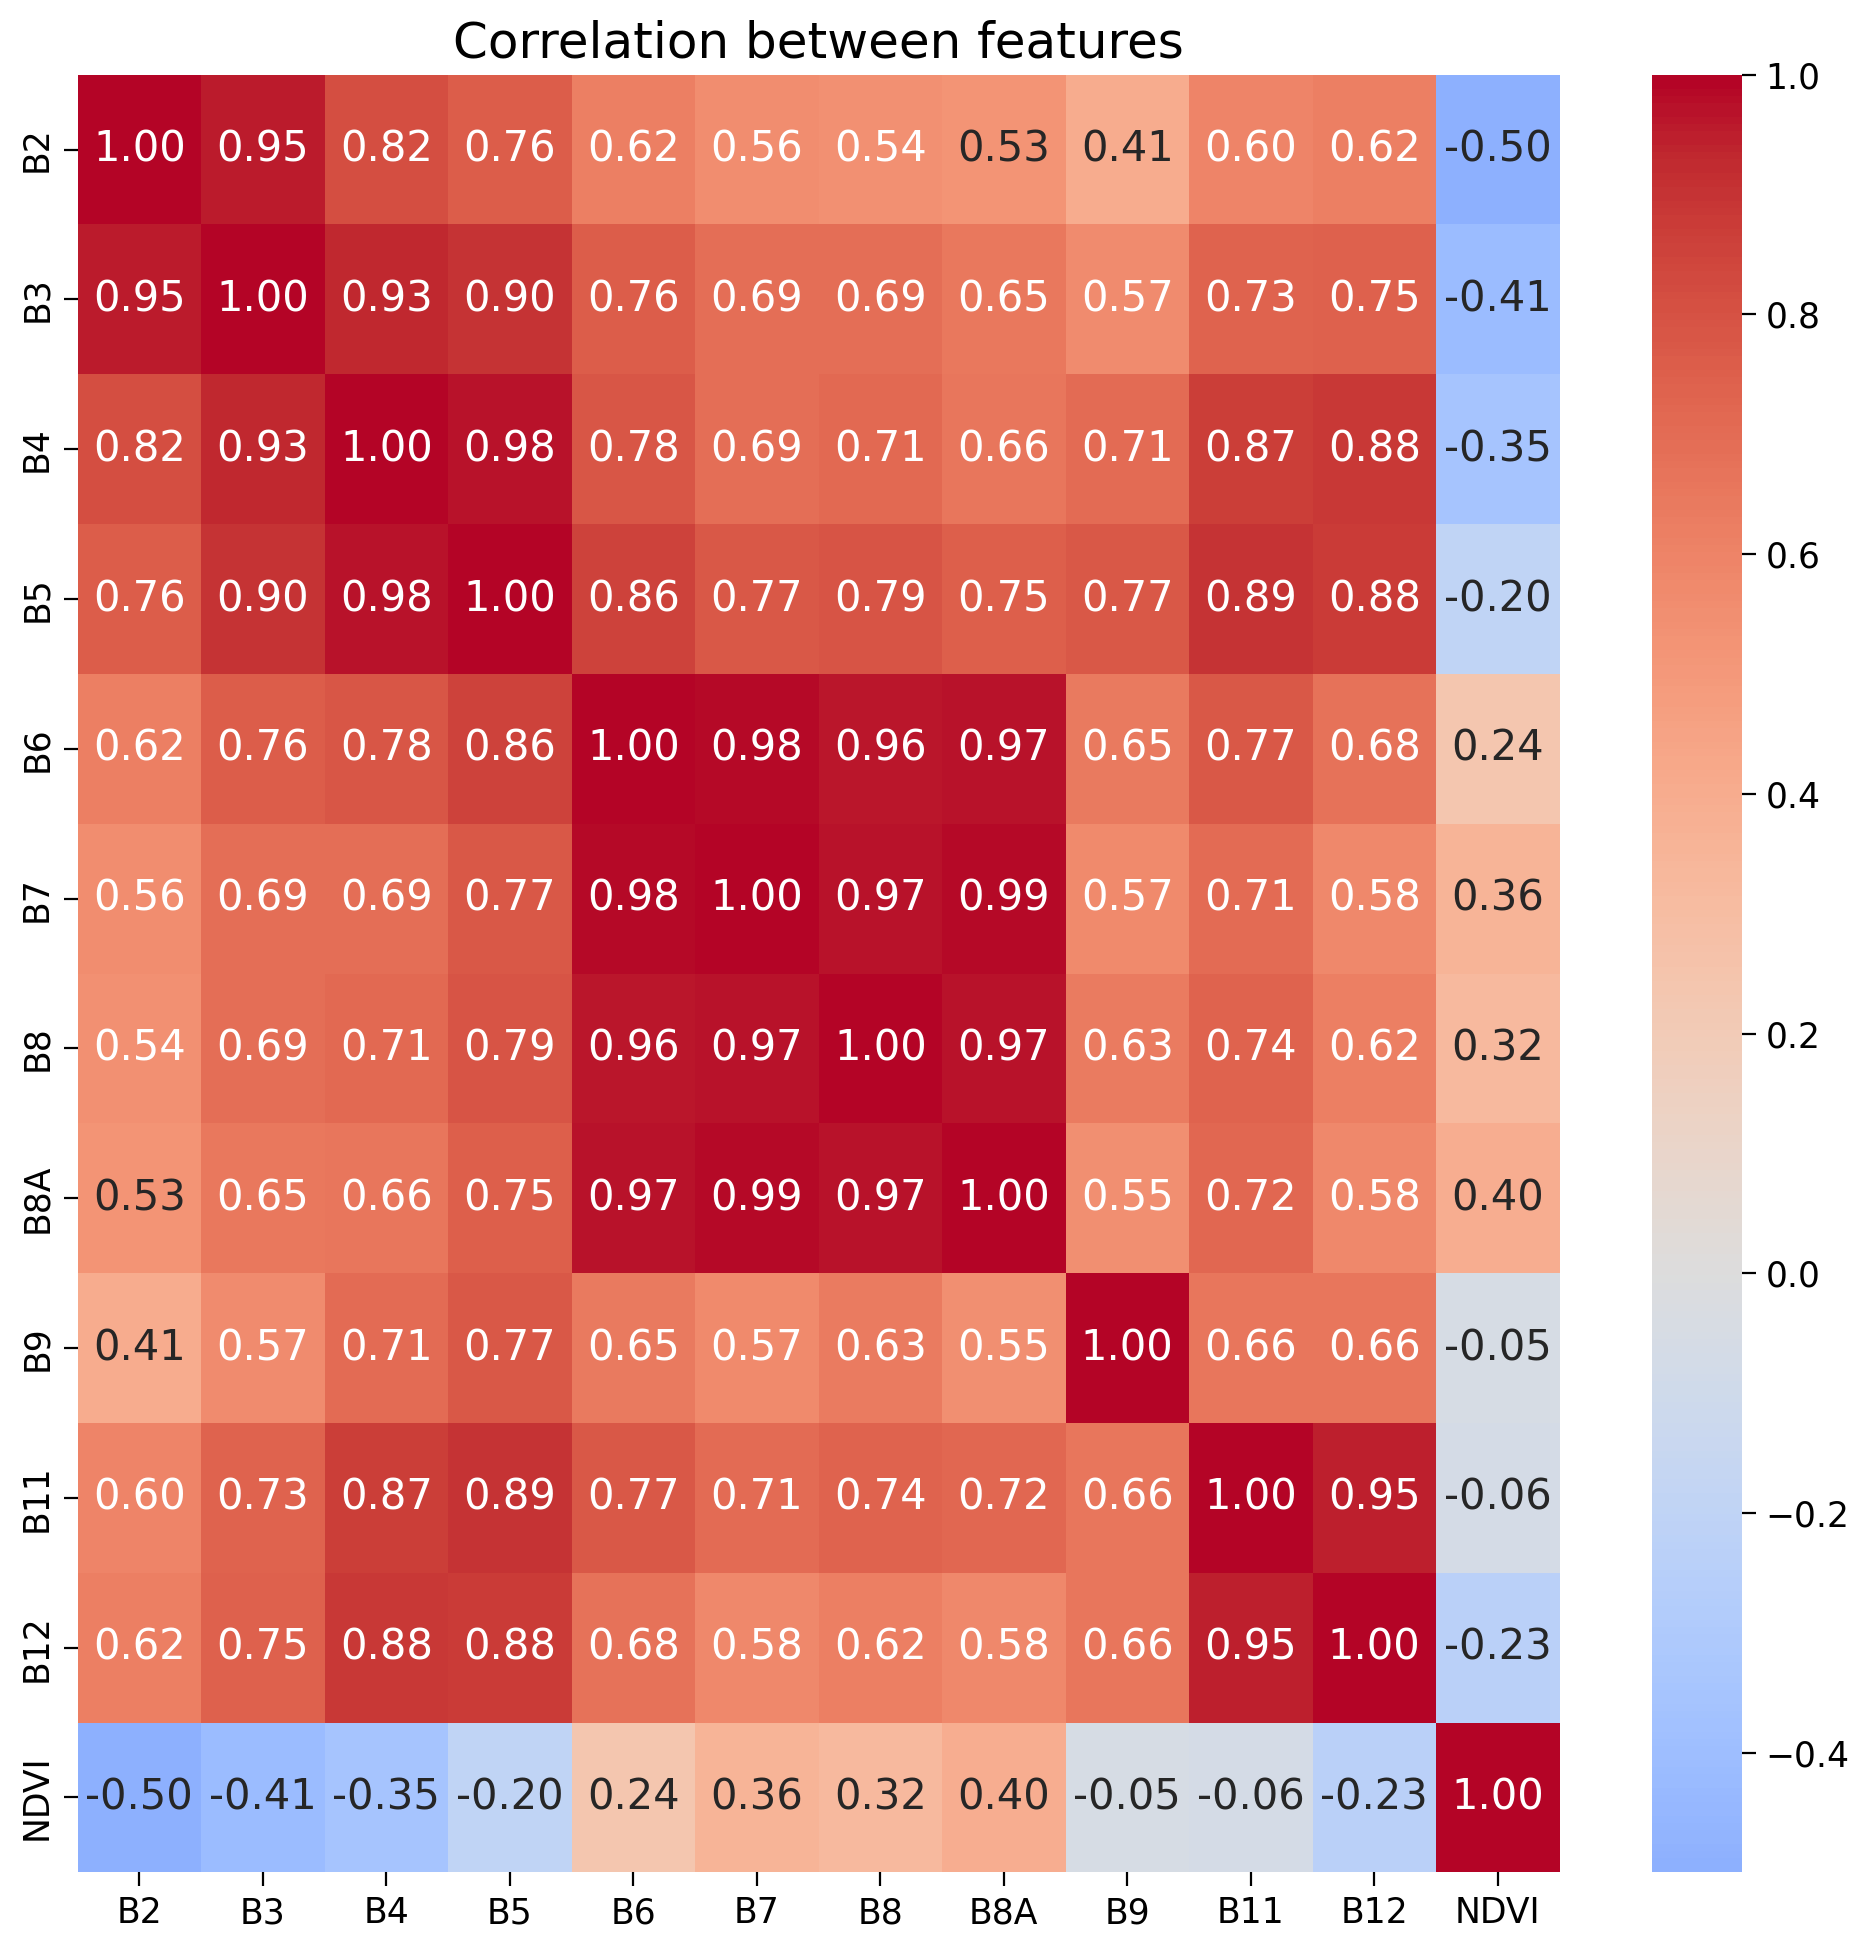 Correlation between features
B2 1.00 0.95 0.82 0.76 0.62 0.56 0.54 0.53 0.41 0.60 0.62 -0.50
B3 0.95 1.00 0.93 0.90 0.76 0.69 0.69 0.65 0.57 0.73 0.75 -0.41
B4 0.82 0.93 1.00 0.98 0.78 0.69 0.71 0.66 0.71 0.87 0.88 -0.35
B5 0.76 0.90 0.98 1.00 0.86 0.77 0.79 0.75 0.77 0.89 0.88 -0.20
B6 0.62 0.76 0.78 0.86 1.00 0.98 0.96 0.97 0.65 0.77 0.68 0.24
B7 0.56 0.69 0.69 0.77 0.98 1.00 0.97 0.99 0.57 0.71 0.58 0.36
B8 0.54 0.69 0.71 0.79 0.96 0.97 1.00 0.97 0.63 0.74 0.62 0.32
B8A 0.53 0.65 0.66 0.75 0.97 0.99 0.97 1.00 0.55 0.72 0.58 0.40
B9 0.41 0.57 0.71 0.77 0.65 0.57 0.63 0.55 1.00 0.66 0.66 -0.05
B11 0.60 0.73 0.87 0.89 0.77 0.71 0.74 0.72 0.66 1.00 0.95 -0.06
B12 0.62 0.75 0.88 0.88 0.68 0.58 0.62 0.58 0.66 0.95 1.00 -0.23
NDVI -0.50 -0.41 -0.35 -0.20 0.24 0.36 0.32 0.40 -0.05 -0.06 -0.23 1.00
B2 B3 B4 B5 B6 B7 B8 B8A B9 B11 B12 NDVI
1.0
0.8
0.6
0.4
0.2
0.0
−0.2
−0.4